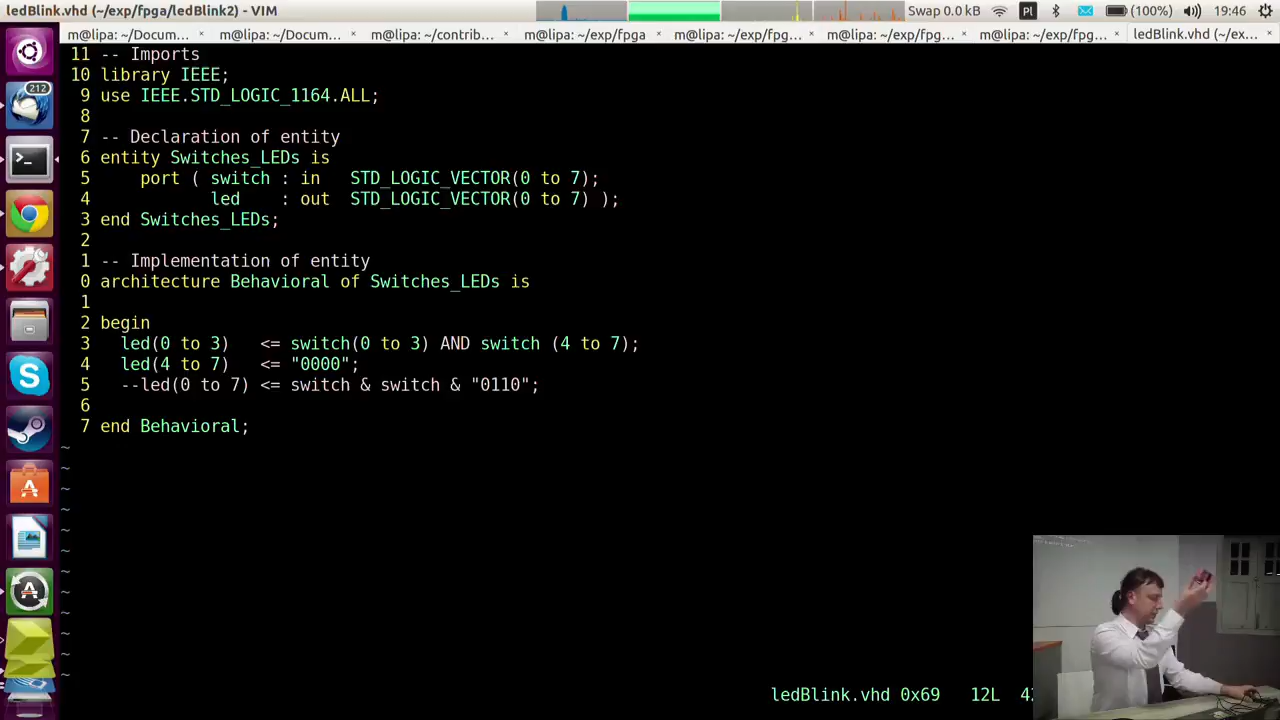 ledBlink.vhd (~/exp/fpga/ledBlink2) - VIM
Swap 0.0 kB Pl (100%) 19:46
m@lipa: ~/Docum... × m@lipa: ~/Docum... × m@lipa: ~/contrib... × m@lipa: ~/exp/fpga × m@lipa: ~/exp/fpg... × m@lipa: ~/exp/fpg... × m@lipa: ~/exp/fpg... × ledBlink.vhd (~/ex... ×
212
11 -- Imports
10 library IEEE;
9 use IEEE.STD_LOGIC_1164.ALL;
8
7 -- Declaration of entity
6 entity Switches_LEDs is
5 port ( switch : in STD_LOGIC_VECTOR(0 to 7);
4 led : out STD_LOGIC_VECTOR(0 to 7) );
3 end Switches_LEDs;
2
1 -- Implementation of entity
0 architecture Behavioral of Switches_LEDs is
1
2 begin
3 led(0 to 3) <= switch(0 to 3) AND switch (4 to 7);
4 led(4 to 7) <= "0000";
5 --led(0 to 7) <= switch & switch & "0110";
6
7 end Behavioral;
~
~
~
~
~
~
~
~
~
~
~
~
ledBlink.vhd 0x69 12L 42